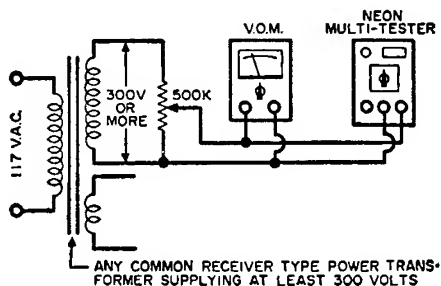 V.O.M.
NEON
MULTI-TESTER
117 V.A.C.
300V
OR
MORE
500K
ANY COMMON RECEIVER TYPE POWER TRANS-
FORMER SUPPLYING AT LEAST 300 VOLTS